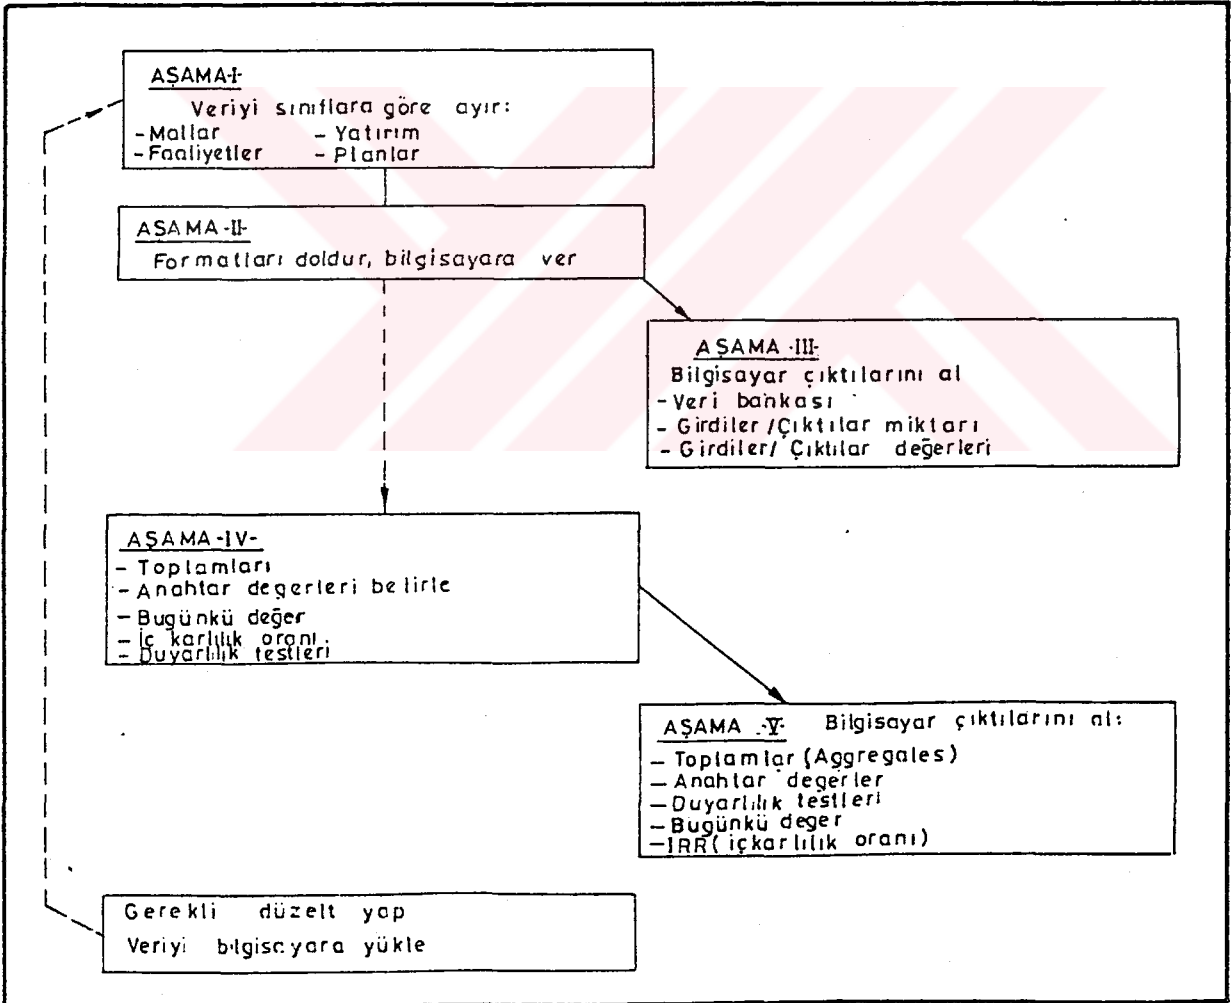 AŞAMA-I-
Veriyi sınıflara göre ayır:
-Mallar - Yatırım
-Faaliyetler - Planlar
ASAMA-II-
Formatları doldur, bilgisayara ver
AŞAMA -III-
Bilgisayar çıktılarını al
-Veri bankası
- Girdiler/Çıktılar miktarı
- Girdiler/Çıktılar değerleri
AŞAMA-IV-
- Toplamları
- Anahtar degerleri belirle
- Bugünkü değer
- İç karlılık oranı.
- Duyarlılık testleri
AŞAMA -V- Bilgisayar çıktılarını al:
- Toplamlar (Aggregales)
- Anahtar değerler
- Duyarlılık testleri
- Bugünkü deger
-IRR( içkarlılık oranı)
Gerekli düzelt yap
Veriyi bilgisayara yükle